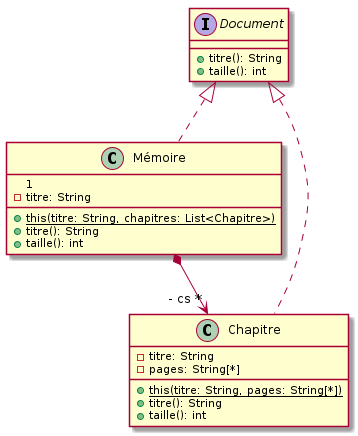 I Document
titre(): String
taille(): int
C Mémoire
1
titre: String
this(titre: String, chapitres: List<Chapitre>)
titre(): String
taille(): int
- cs *
C Chapitre
titre: String
pages: String[*]
this(titre: String, pages: String[*])
titre(): String
taille(): int